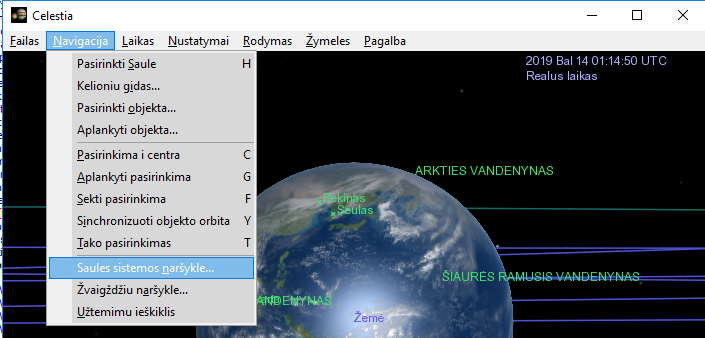 Celestia
Failas Navigacija Laikas Nustatymai Rodymas Žymeles Pagalba
2019 Bal 14 01:14:50 UTC
Realus laikas
Pasirinkti Saule H
Kelioniu gidas...
Pasirinkti objekta...
Aplankyti objekta...
Pasirinkima i centra C
Aplankyti pasirinkima G
Sekti pasirinkima F
Sinchronizuoti objekto orbita Y
Tako pasirinkimas T
Saules sistemos naršykle...
Žvaigždžiu naršykle...
Užtemimu ieškiklis
ARKTIES VANDENYNAS
Pekinas
Seulas
ŠIAURĖS RAMUSIS VANDENYNAS
VANDENYNAS
Žemė